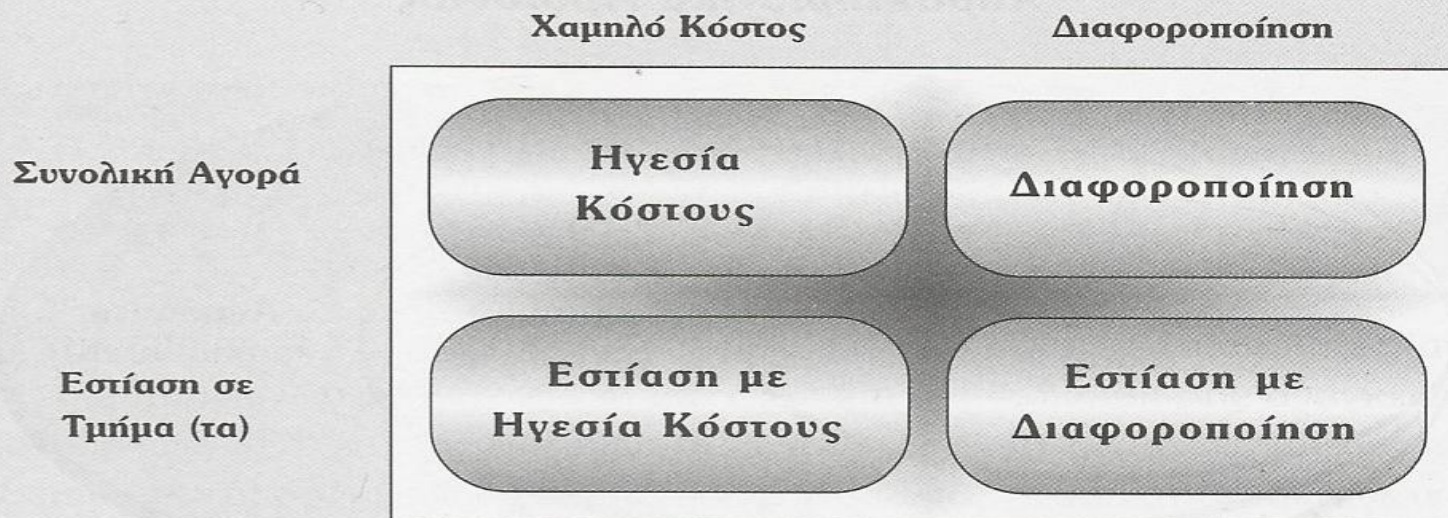 Χαμηλό Κόστος
Διαφοροποίηση
Συνολική Αγορά
Ηγεσία
Κόστους
Διαφοροποίηση
Εστίαση σε
Τμήμα (τα)
Εστίαση με
Ηγεσία Κόστους
Εστίαση με
Διαφοροποίηση